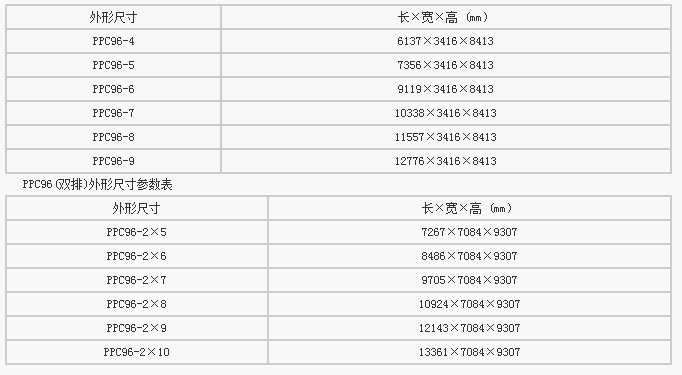 外形尺寸 长×宽×高 (mm)
PPC96-4 6137×3416×8413
PPC96-5 7356×3416×8413
PPC96-6 9119×3416×8413
PPC96-7 10338×3416×8413
PPC96-8 11557×3416×8413
PPC96-9 12776×3416×8413
PPC96(双排)外形尺寸参数表
外形尺寸 长×宽×高 (mm)
PPC96-2×5 7267×7084×9307
PPC96-2×6 8486×7084×9307
PPC96-2×7 9705×7084×9307
PPC96-2×8 10924×7084×9307
PPC96-2×9 12143×7084×9307
PPC96-2×10 13361×7084×9307